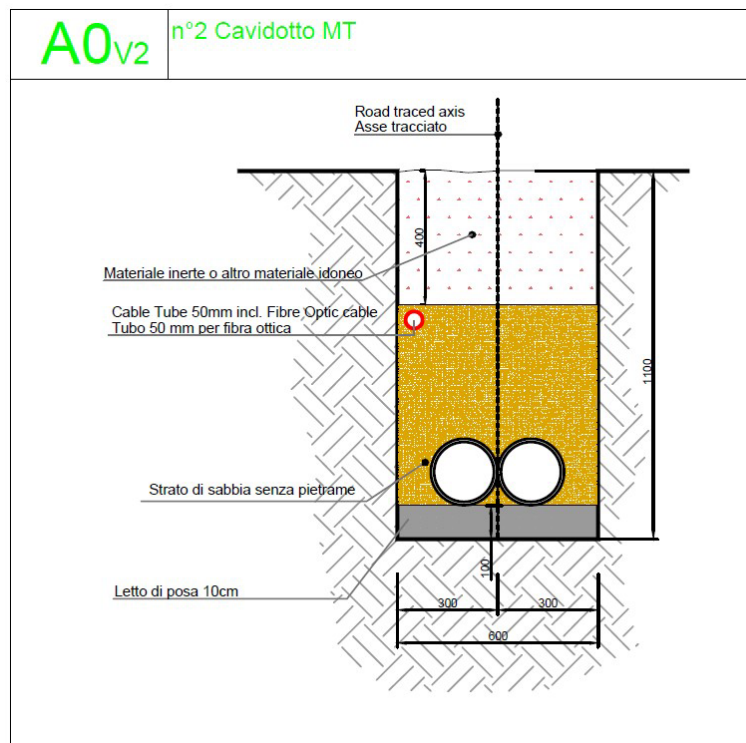 A0V2
n°2 Cavidotto MT
Road traced axis
Asse tracciato
400
Materiale inerte o altro materiale idoneo
Cable Tube 50mm incl. Fibre Optic cable
Tubo 50 mm per fibra ottica
1100
Strato di sabbia senza pietrame
100
Letto di posa 10cm
300
300
600